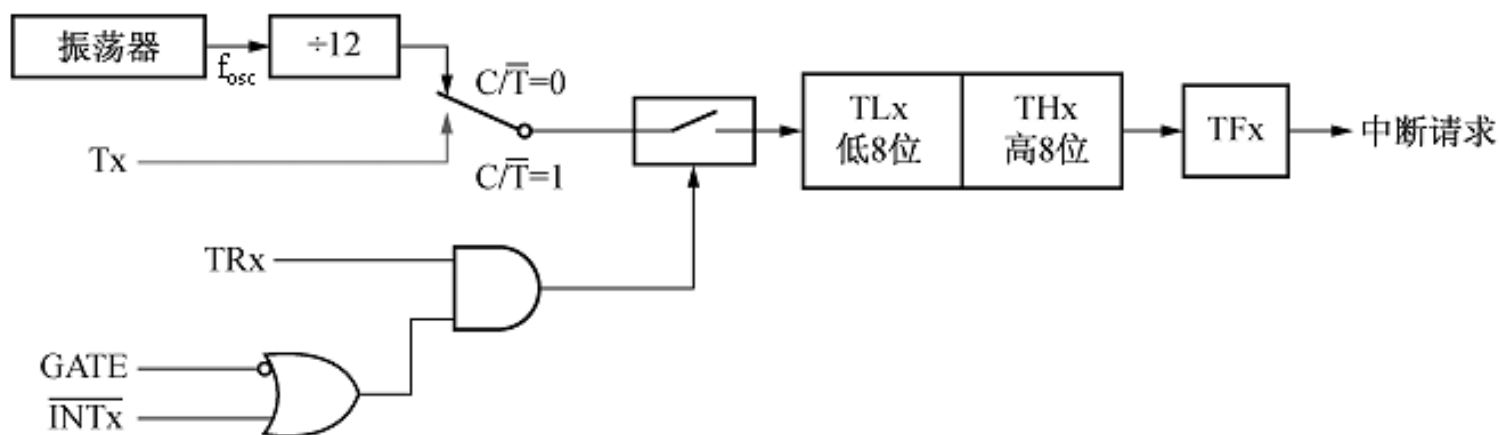 振荡器
fosc
÷12
C/T̅=0
Tx
C/T̅=1
TLx
低8位
THx
高8位
TFx
中断请求
TRx
GATE
I̅N̅T̅x̅